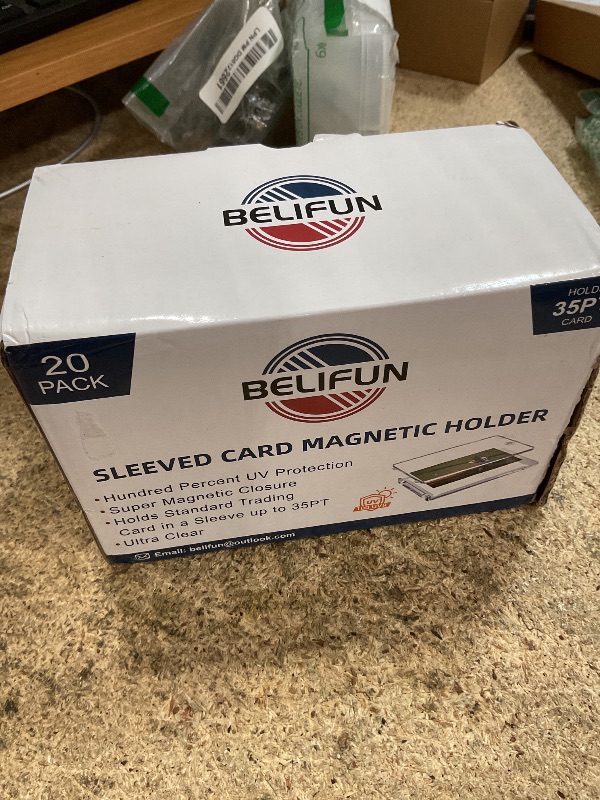 BELIFUN
20
PACK
HOLD
35PT
CARD
BELIFUN
SLEEVED CARD MAGNETIC HOLDER
• Hundred Percent UV Protection
• Super Magnetic Closure
• Holds Standard Trading
Card in a Sleeve up to 35PT
• Ultra Clear
UV
Email: belifun@outlook.com